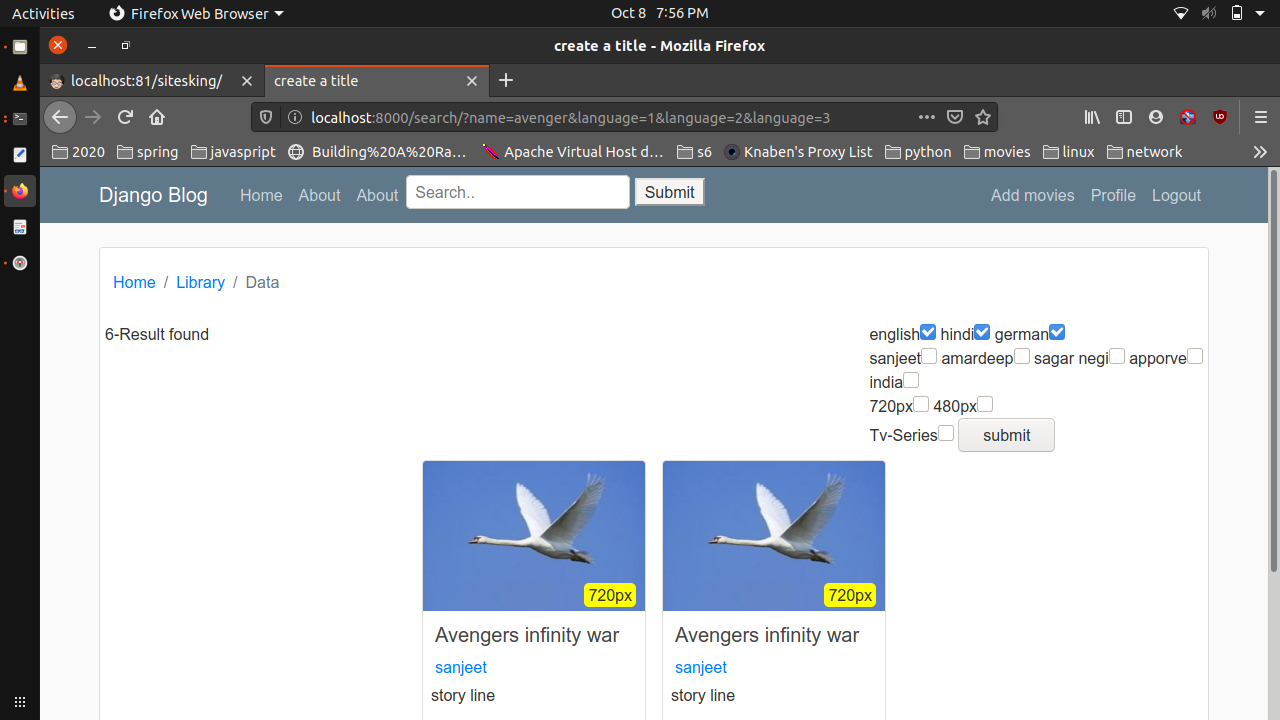 Activities Firefox Web Browser Oct 8 7:56 PM
create a title - Mozilla Firefox
localhost:81/sitesking/ create a title
localhost:8000/search/?name=avenger&language=1&language=2&language=3
2020 spring javascript Building%20A%20Ra… Apache Virtual Host d… s6 Knaben's Proxy List python movies linux network
Django Blog Home About About Search.. Submit Add movies Profile Logout
Home / Library / Data
6-Result found
english hindi german
sanjeet amardeep sagar negi apporve
india
720px 480px
Tv-Series submit
720px 720px
Avengers infinity war Avengers infinity war
sanjeet sanjeet
story line story line